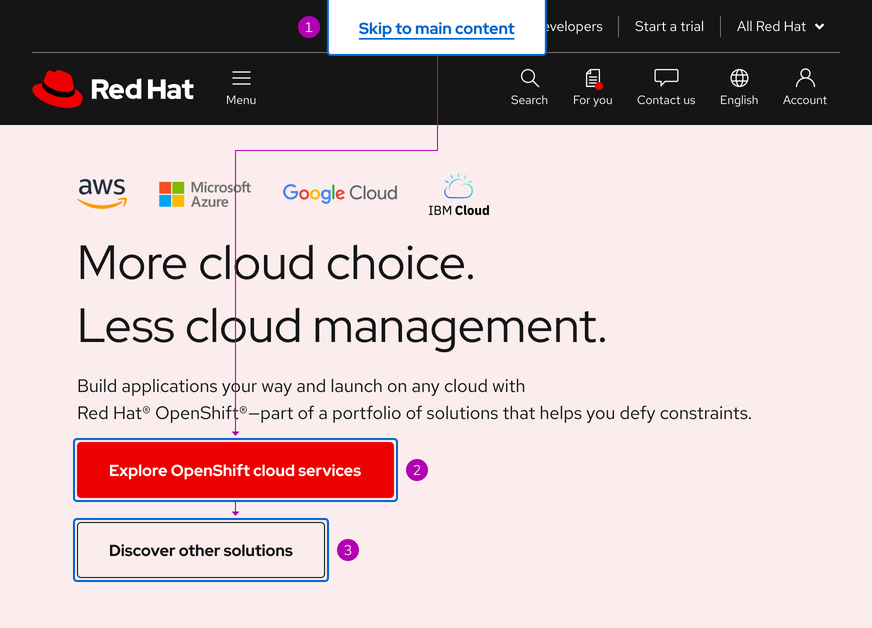 1
Skip to main content
evelopers
Start a trial
All Red Hat
Red Hat
Menu
Search
For you
Contact us
English
Account
aws
Microsoft
Azure
Google Cloud
IBM Cloud
More cloud choice.
Less cloud management.
Build applications your way and launch on any cloud with
Red Hat® OpenShift®—part of a portfolio of solutions that helps you defy constraints.
Explore OpenShift cloud services
2
Discover other solutions
3